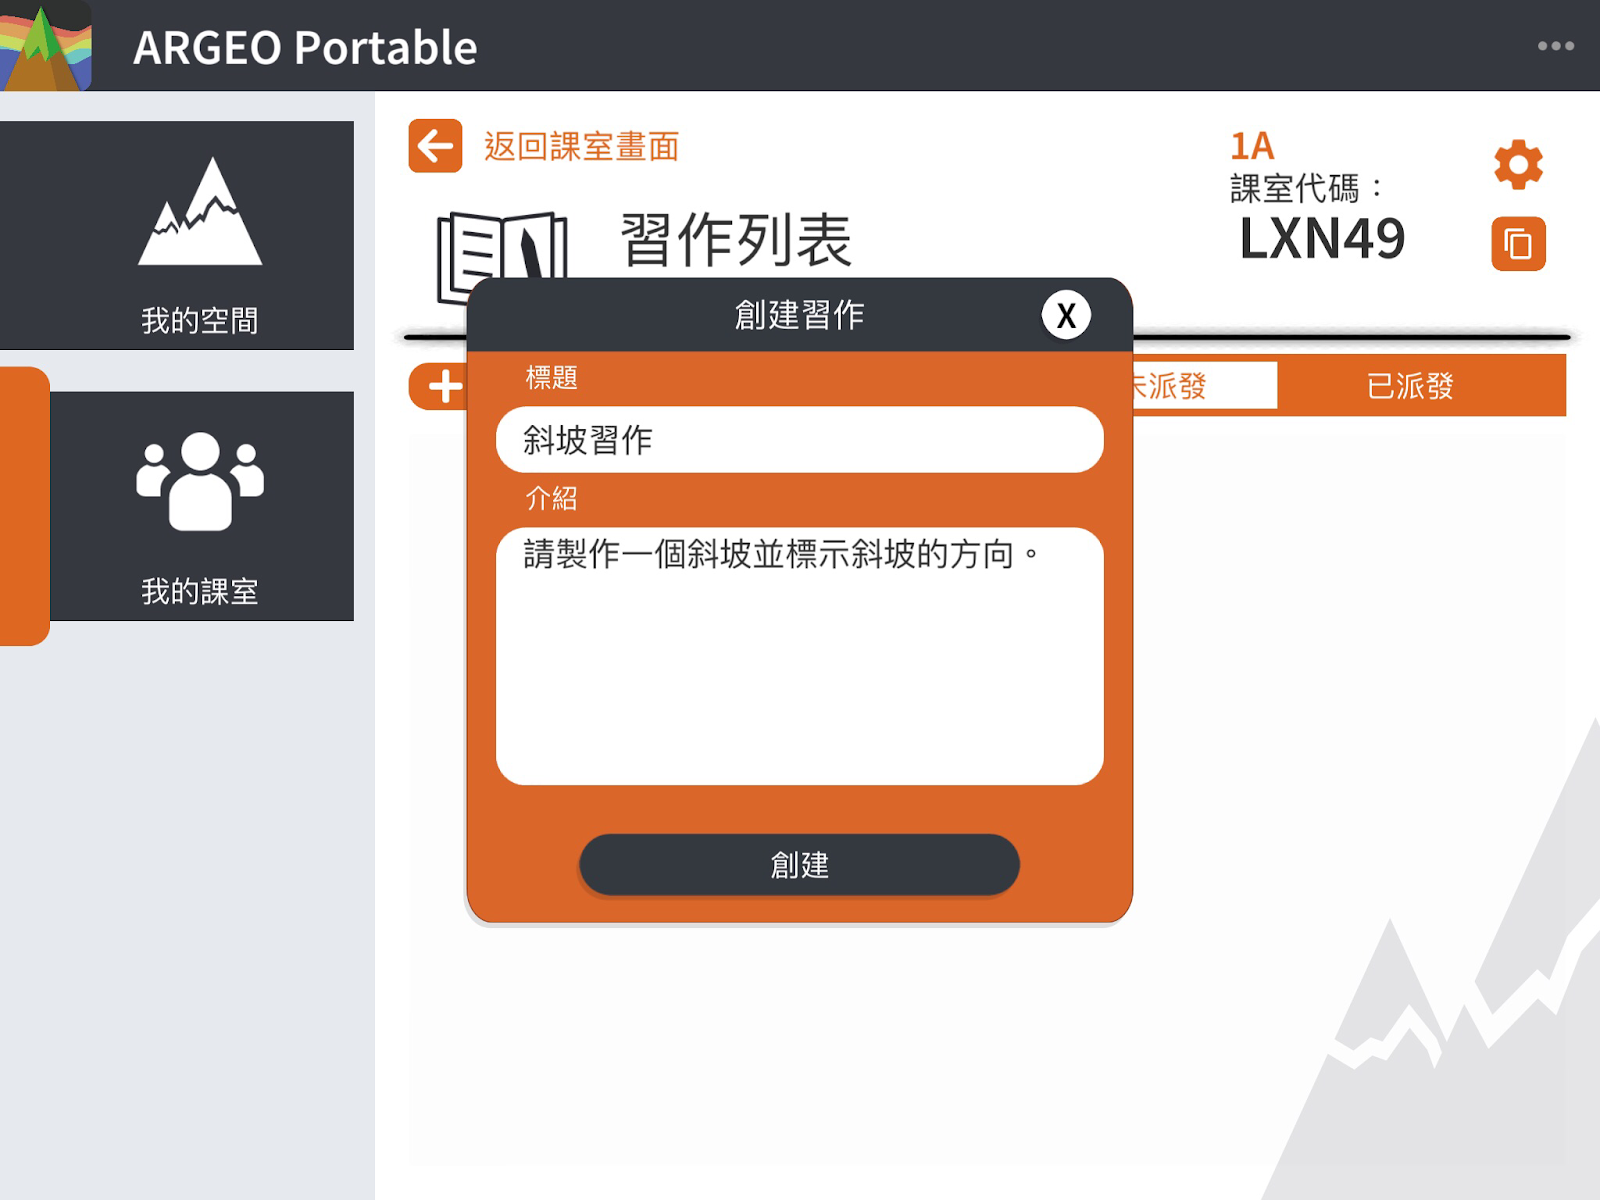 ARGEO Portable
我的空間
我的課室
返回課室畫面
習作列表
1A
課室代碼：
LXN49
未派發
已派發
創建習作
X
標題
斜坡習作
介紹
請製作一個斜坡並標示斜坡的方向。
創建